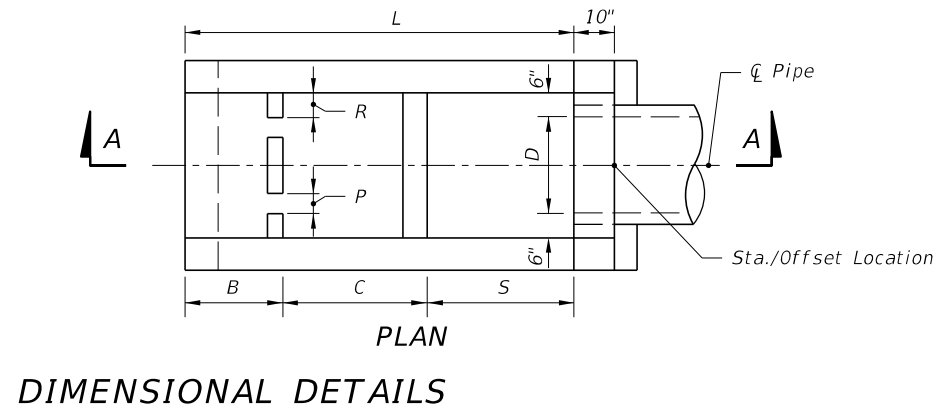 L
10"
6"
℄ Pipe
R
A
A
D
P
6"
Sta./Offset Location
B
C
S
PLAN
DIMENSIONAL DETAILS